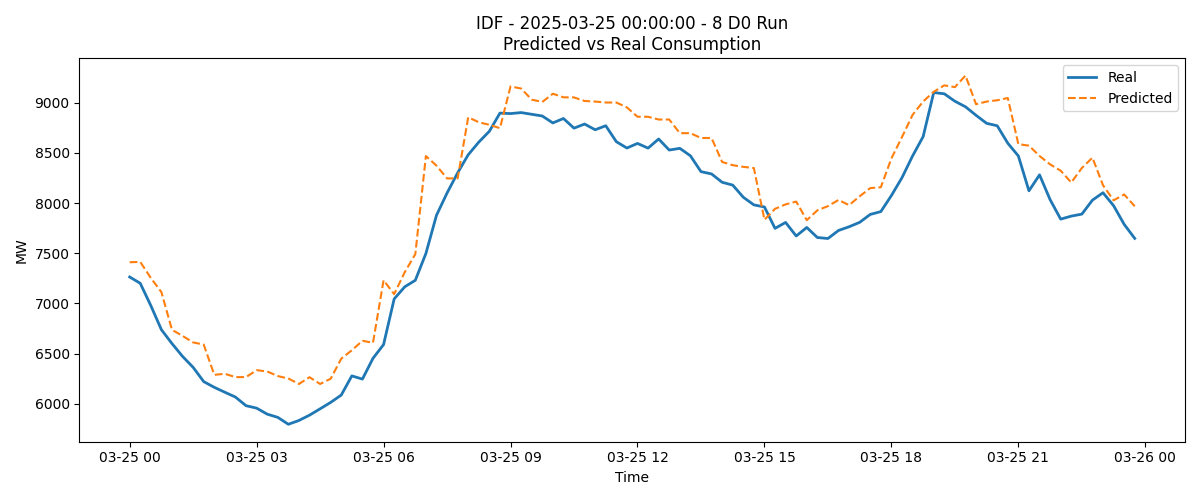 IDF - 2025-03-25 00:00:00 - 8 D0 Run
Predicted vs Real Consumption
Real
Predicted
9000
8500
8000
7500
7000
6500
6000
MW
03-25 00
03-25 03
03-25 06
03-25 09
03-25 12
03-25 15
03-25 18
03-25 21
03-26 00
Time